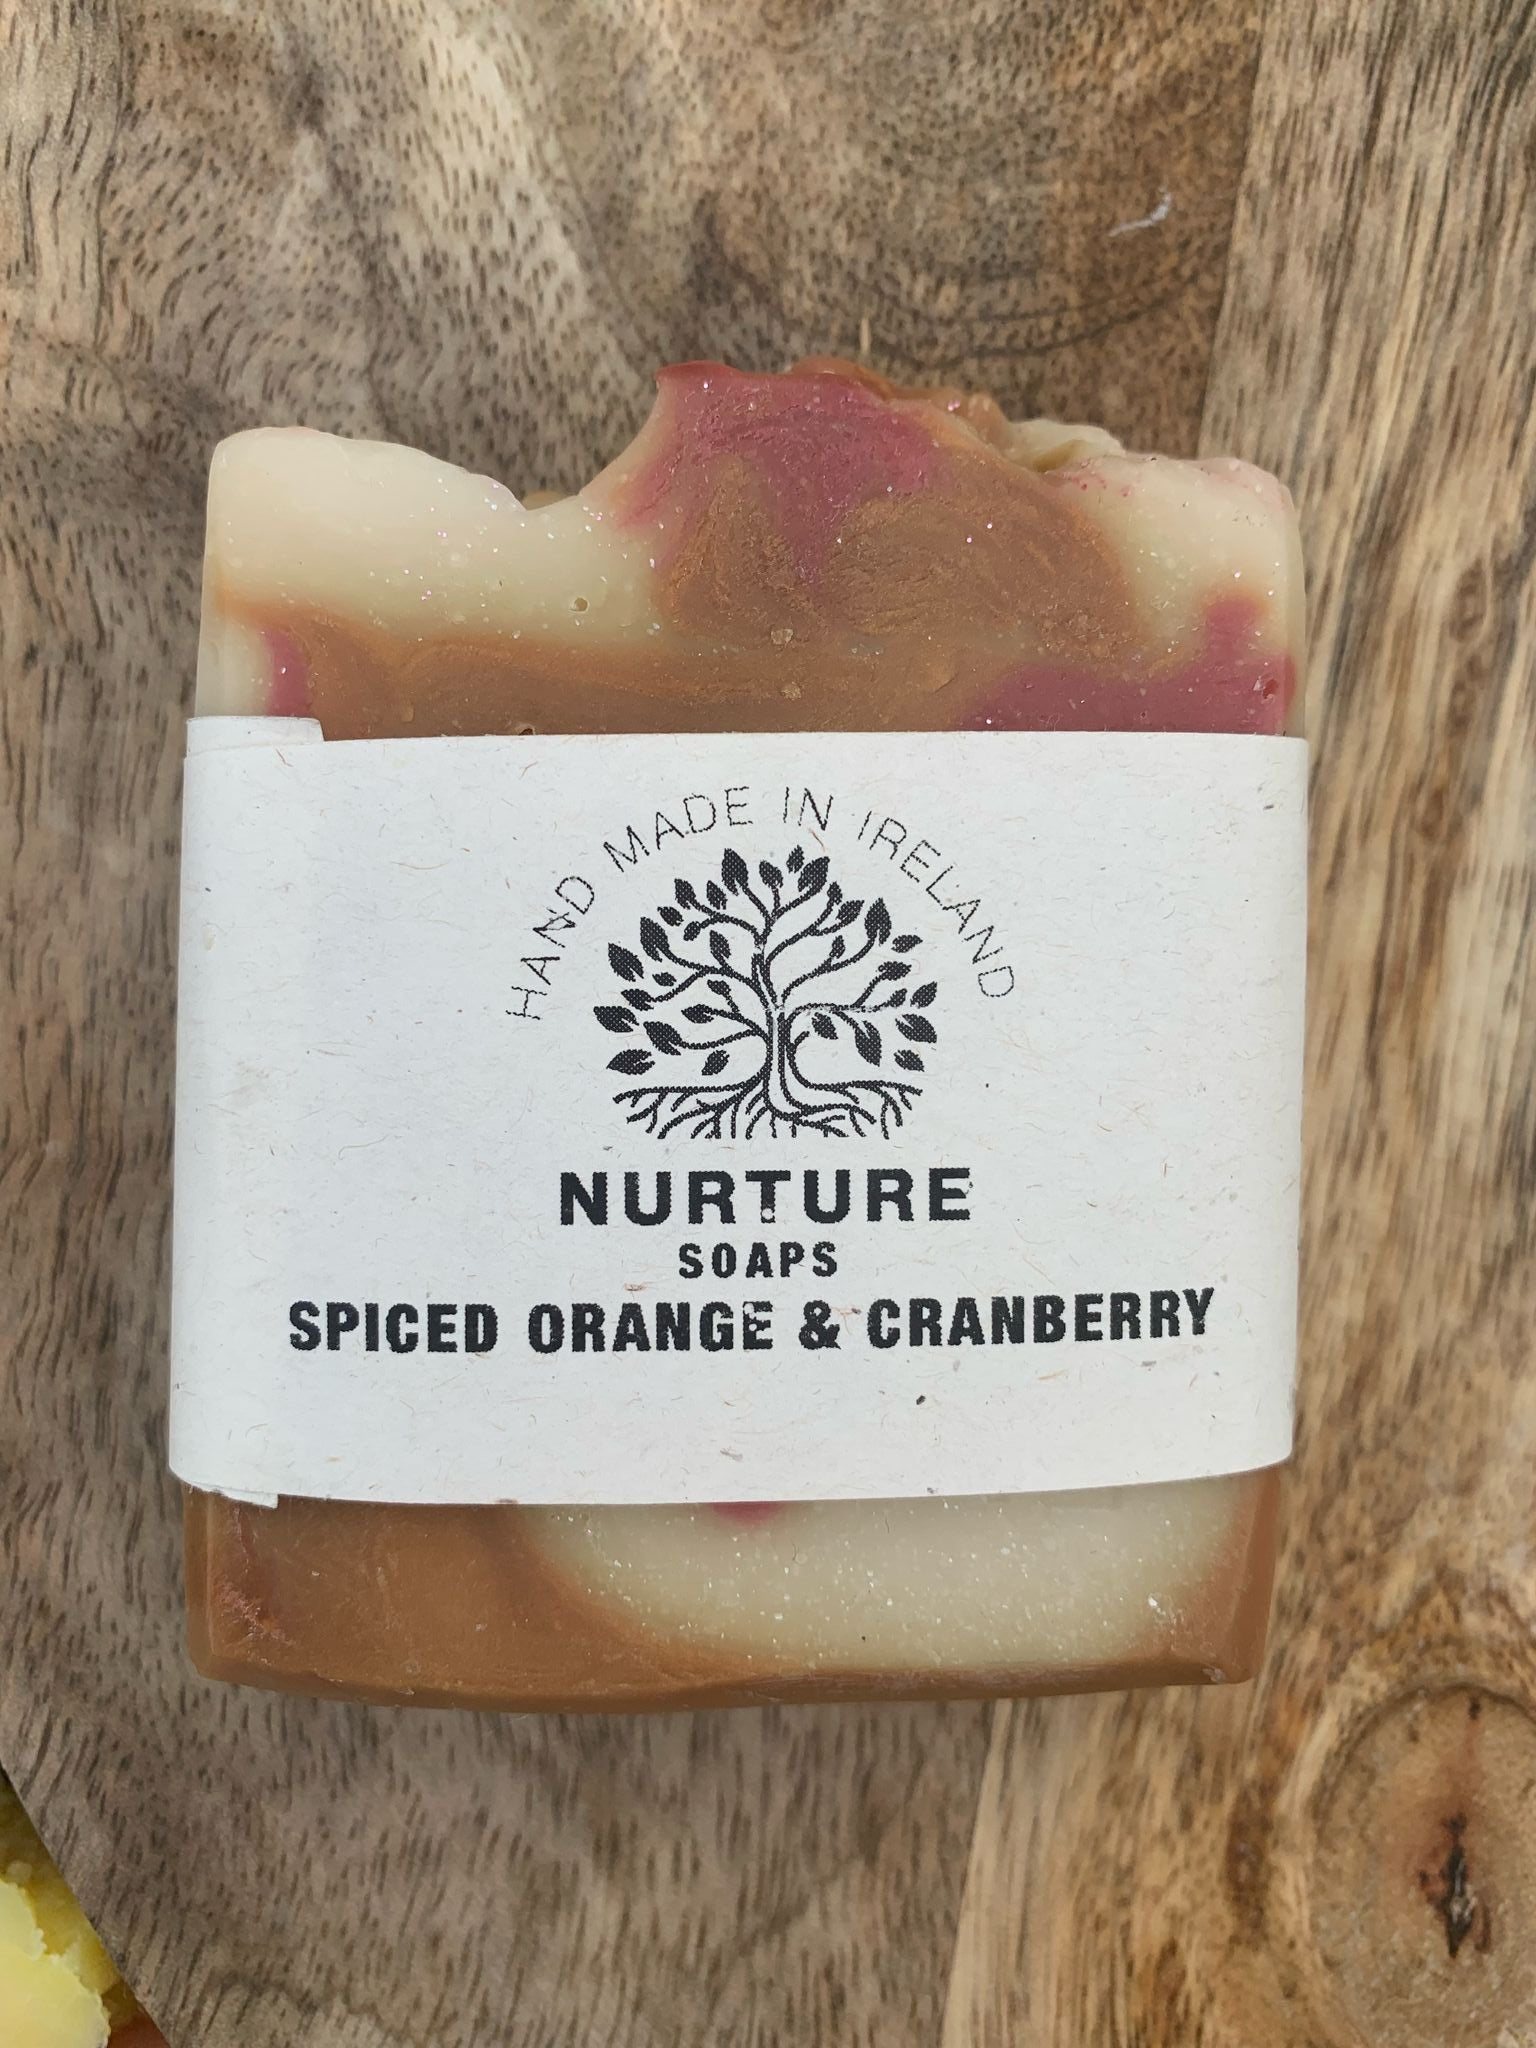 HAND MADE IN IRELAND
NURTURE
SOAPS
SPICED ORANGE & CRANBERRY